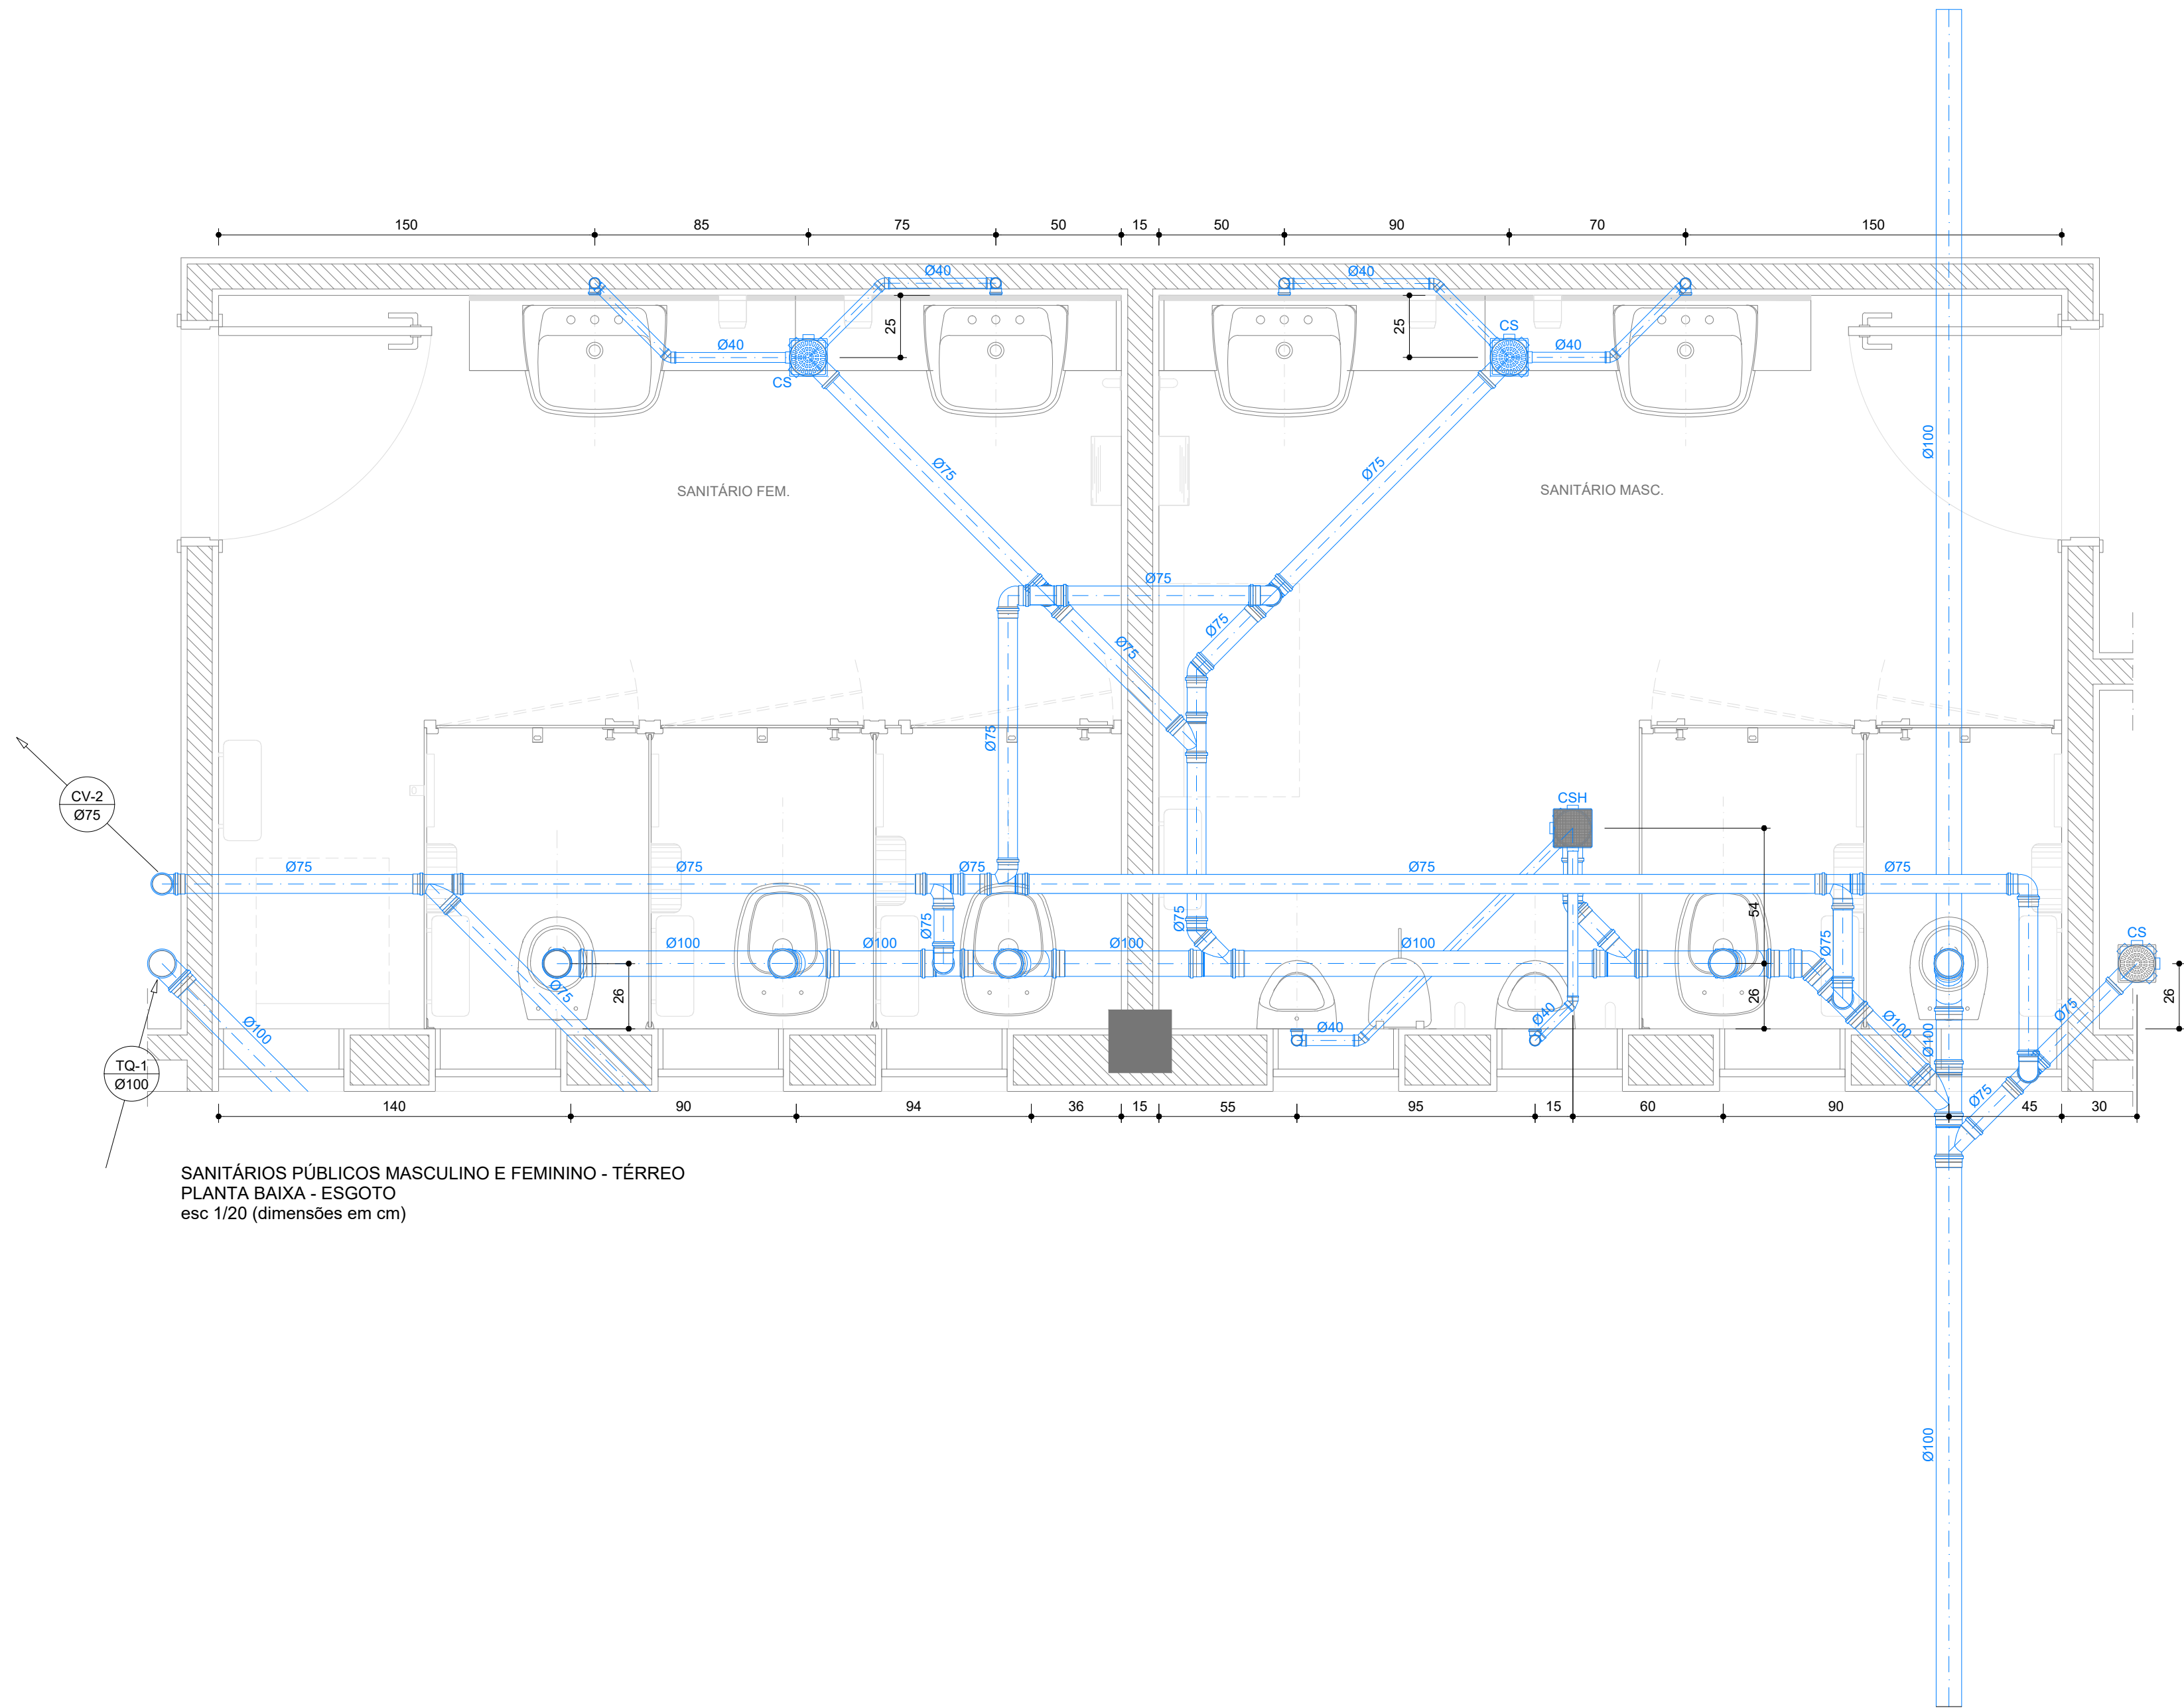 150
85
75
50
15
50
90
70
150
Ø40
Ø40
25
25
CS
Ø40
Ø40
CS
Ø100
Ø75
Ø75
SANITÁRIO FEM.
SANITÁRIO MASC.
Ø75
Ø75
Ø75
Ø75
CV-2
Ø75
CSH
Ø75
Ø75
Ø75
Ø75
Ø75
54
Ø75
Ø75
Ø75
CS
Ø100
Ø100
Ø100
Ø100
26
Ø75
26
26
Ø100
Ø40
Ø40
Ø100
Ø100
Ø75
TQ-1
Ø100
Ø75
140
90
94
36
15
55
95
15
60
90
45
30
SANITÁRIOS PÚBLICOS MASCULINO E FEMININO - TÉRREO
PLANTA BAIXA - ESGOTO
esc 1/20 (dimensões em cm)
Ø100